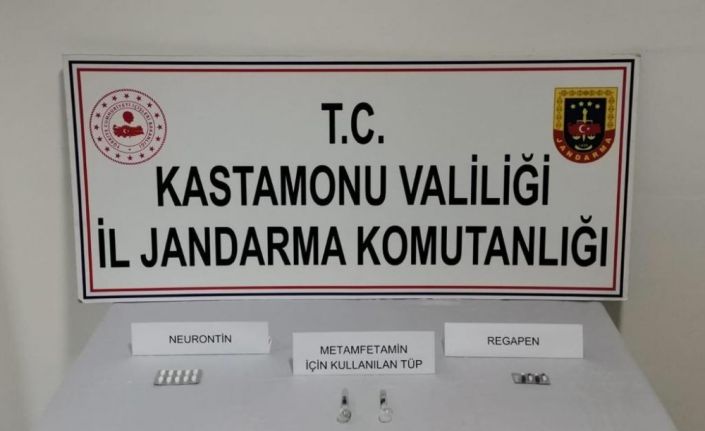 T.C.
KASTAMONU VALİLİĞİ
İL JANDARMA KOMUTANLIĞI
JANDARMA
NEURONTİN
METAMFETAMİN
İÇİN KULLANILAN TÜP
REGAPEN